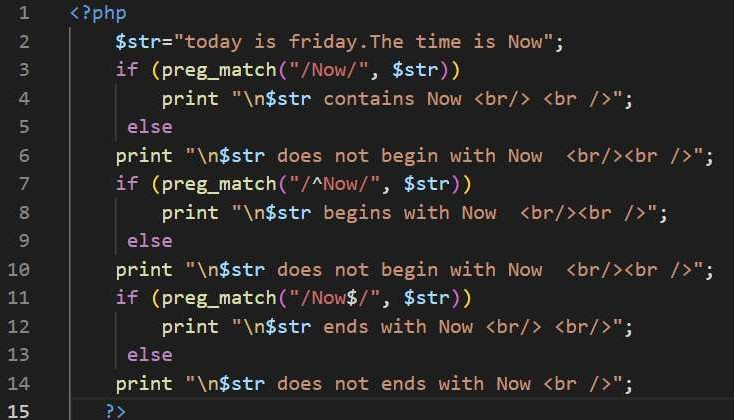 1 <?php
2 $str="today is friday.The time is Now";
3 if (preg_match("/Now/", $str))
4 print "\n$str contains Now <br/> <br />";
5 else
6 print "\n$str does not begin with Now  <br/><br />";
7 if (preg_match("/^Now/", $str))
8 print "\n$str begins with Now  <br/><br />";
9 else
10 print "\n$str does not begin with Now  <br/><br />";
11 if (preg_match("/Now$/", $str))
12 print "\n$str ends with Now <br/> <br/>";
13 else
14 print "\n$str does not ends with Now <br />";
15 ?>